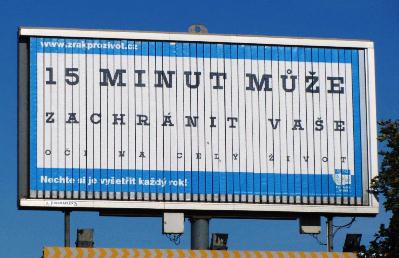 www.zrakprozivot.cz
15 MINUT MŮŽE
ZACHRÁNIT VAŠE
OČI NA CELÝ ŽIVOT
Nechte si je vyšetřit každý rok!